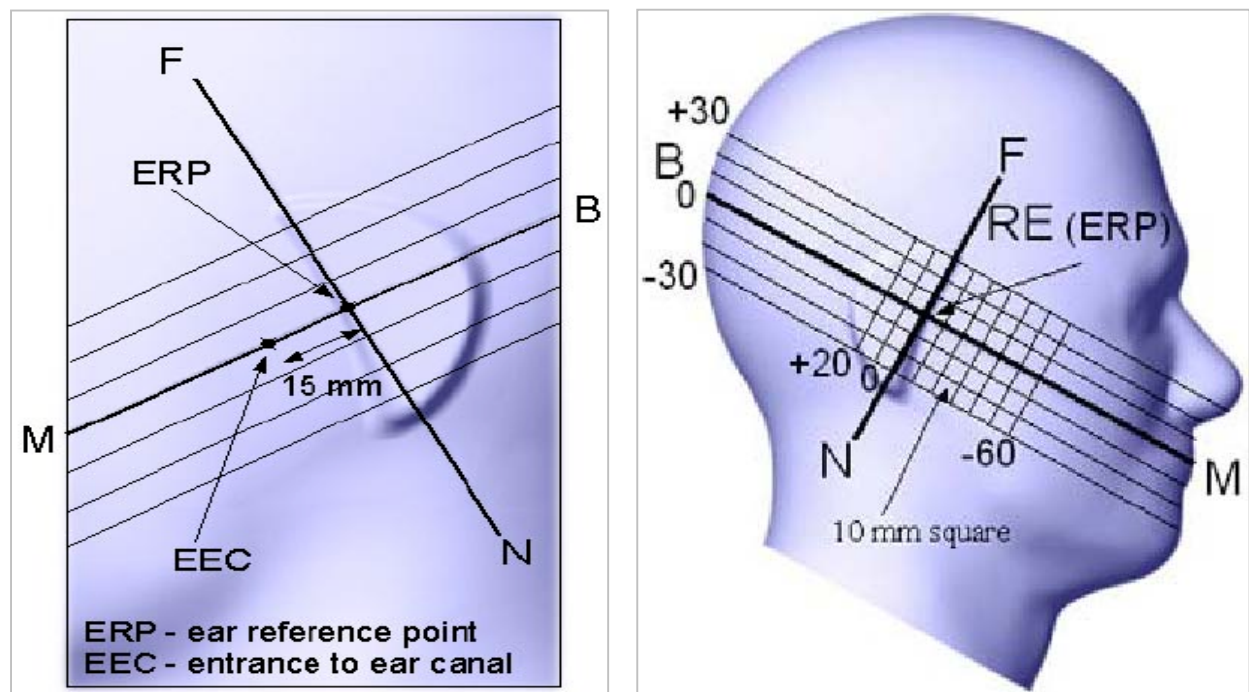 F
ERP
B
15 mm
M
EEC
N
ERP - ear reference point
EEC - entrance to ear canal
+30
B
F
0
RE (ERP)
-30
+20
0
N
-60
M
10 mm square